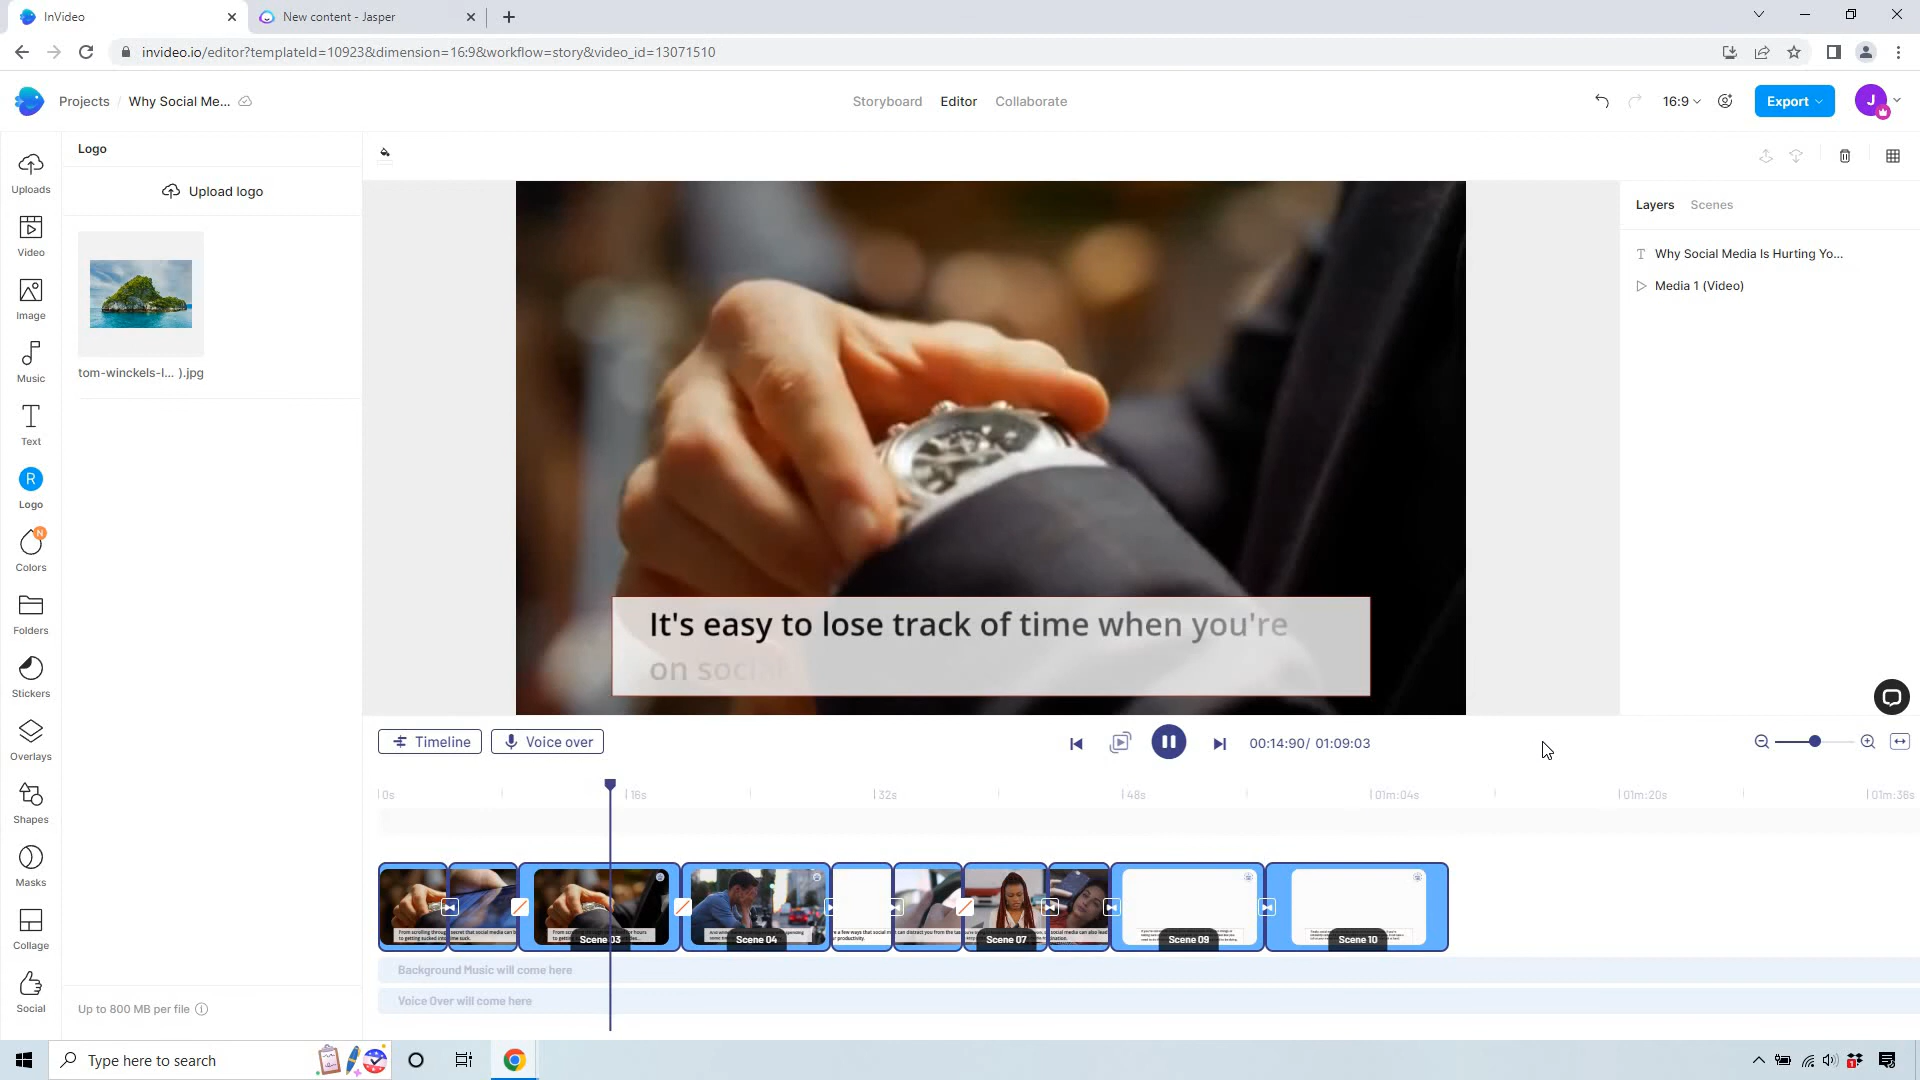 InVideo
New content - Jasper
invideo.io/editor?templateId=10923&dimension=16:9&workflow=story&video_id=13071510
Projects / Why Social Me...
Storyboard
Editor
Collaborate
16:9
Export
J
Logo
Upload logo
tom-winckels-I... ).jpg
Up to 800 MB per file
Uploads
Video
Image
Music
Text
R
Logo
N
Colors
Folders
Stickers
Overlays
Shapes
Masks
Collage
Social
It's easy to lose track of time when you're
on social
Layers
Scenes
Why Social Media Is Hurting Yo...
Media 1 (Video)
Timeline
Voice over
00:14:90/ 01:09:03
0s
16s
32s
48s
01m:04s
01m:20s
01m:36s
Scene 03
Scene 04
Scene 07
Scene 09
Scene 10
Background Music will come here
Voice Over will come here
Type here to search
1